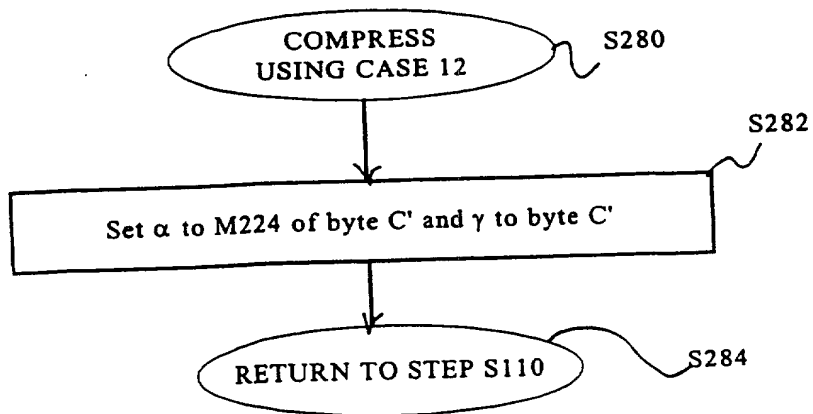 COMPRESS
USING CASE 12
S280
S282
Set α to M224 of byte C' and γ to byte C'
RETURN TO STEP S110
S284